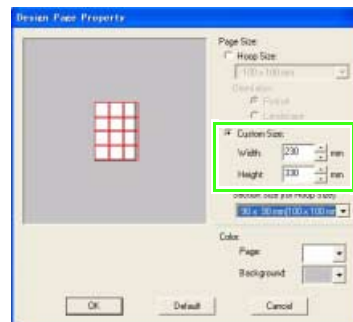 Design Page Property
Page Size:
Hoop Size:
100 x 100 mm
Orientation
Portrait
Landscape
Custom Size:
Width: 230 mm
Height: 330 mm
Section Size (for Hoop Size):
90 x 90 mm(100 x 100 mm
Color:
Page:
Background:
OK Default Cancel